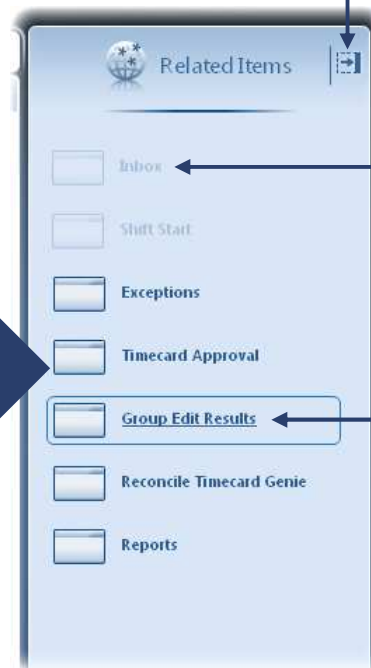 Related Items
Inbox
Shift Start
Exceptions
Timecard Approval
Group Edit Results
Reconcile Timecard Genie
Reports